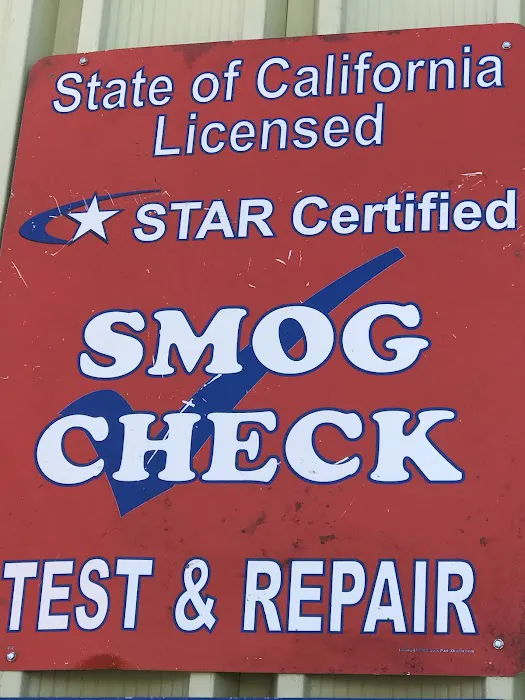 State of California
Licensed
STAR Certified
SMOG
CHECK
TEST & REPAIR